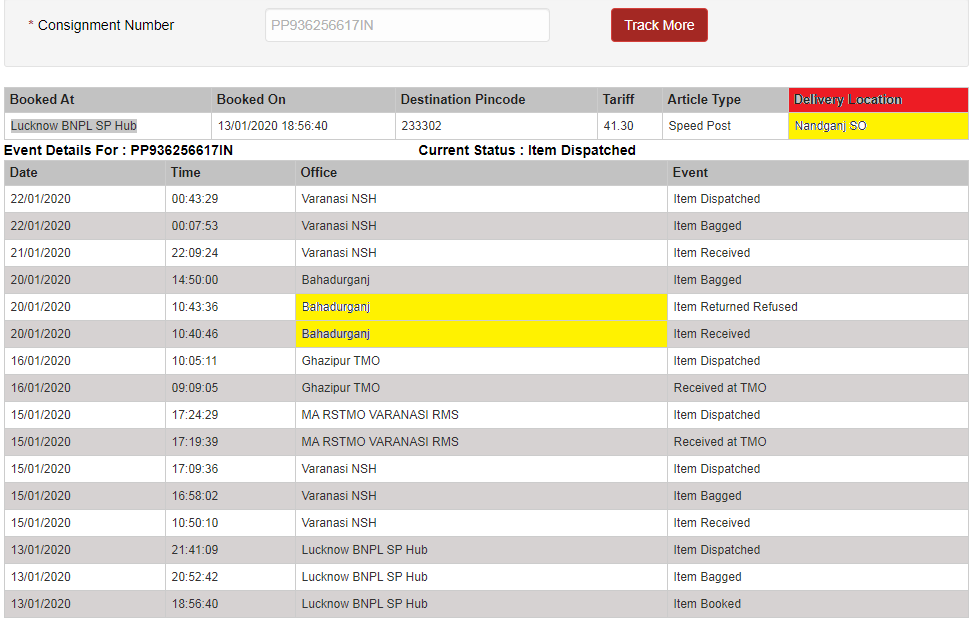 * Consignment Number PP936256617IN Track More
Booked At Booked On Destination Pincode Tariff Article Type Delivery Location
Lucknow BNPL SP Hub 13/01/2020 18:56:40 233302 41.30 Speed Post Nandganj SO
Event Details For : PP936256617IN Current Status : Item Dispatched
Date Time Office Event
22/01/2020 00:43:29 Varanasi NSH Item Dispatched
22/01/2020 00:07:53 Varanasi NSH Item Bagged
21/01/2020 22:09:24 Varanasi NSH Item Received
20/01/2020 14:50:00 Bahadurganj Item Bagged
20/01/2020 10:43:36 Bahadurganj Item Returned Refused
20/01/2020 10:40:46 Bahadurganj Item Received
16/01/2020 10:05:11 Ghazipur TMO Item Dispatched
16/01/2020 09:09:05 Ghazipur TMO Received at TMO
15/01/2020 17:24:29 MA RSTMO VARANASI RMS Item Dispatched
15/01/2020 17:19:39 MA RSTMO VARANASI RMS Received at TMO
15/01/2020 17:09:36 Varanasi NSH Item Dispatched
15/01/2020 16:58:02 Varanasi NSH Item Bagged
15/01/2020 10:50:10 Varanasi NSH Item Received
13/01/2020 21:41:09 Lucknow BNPL SP Hub Item Dispatched
13/01/2020 20:52:42 Lucknow BNPL SP Hub Item Bagged
13/01/2020 18:56:40 Lucknow BNPL SP Hub Item Booked